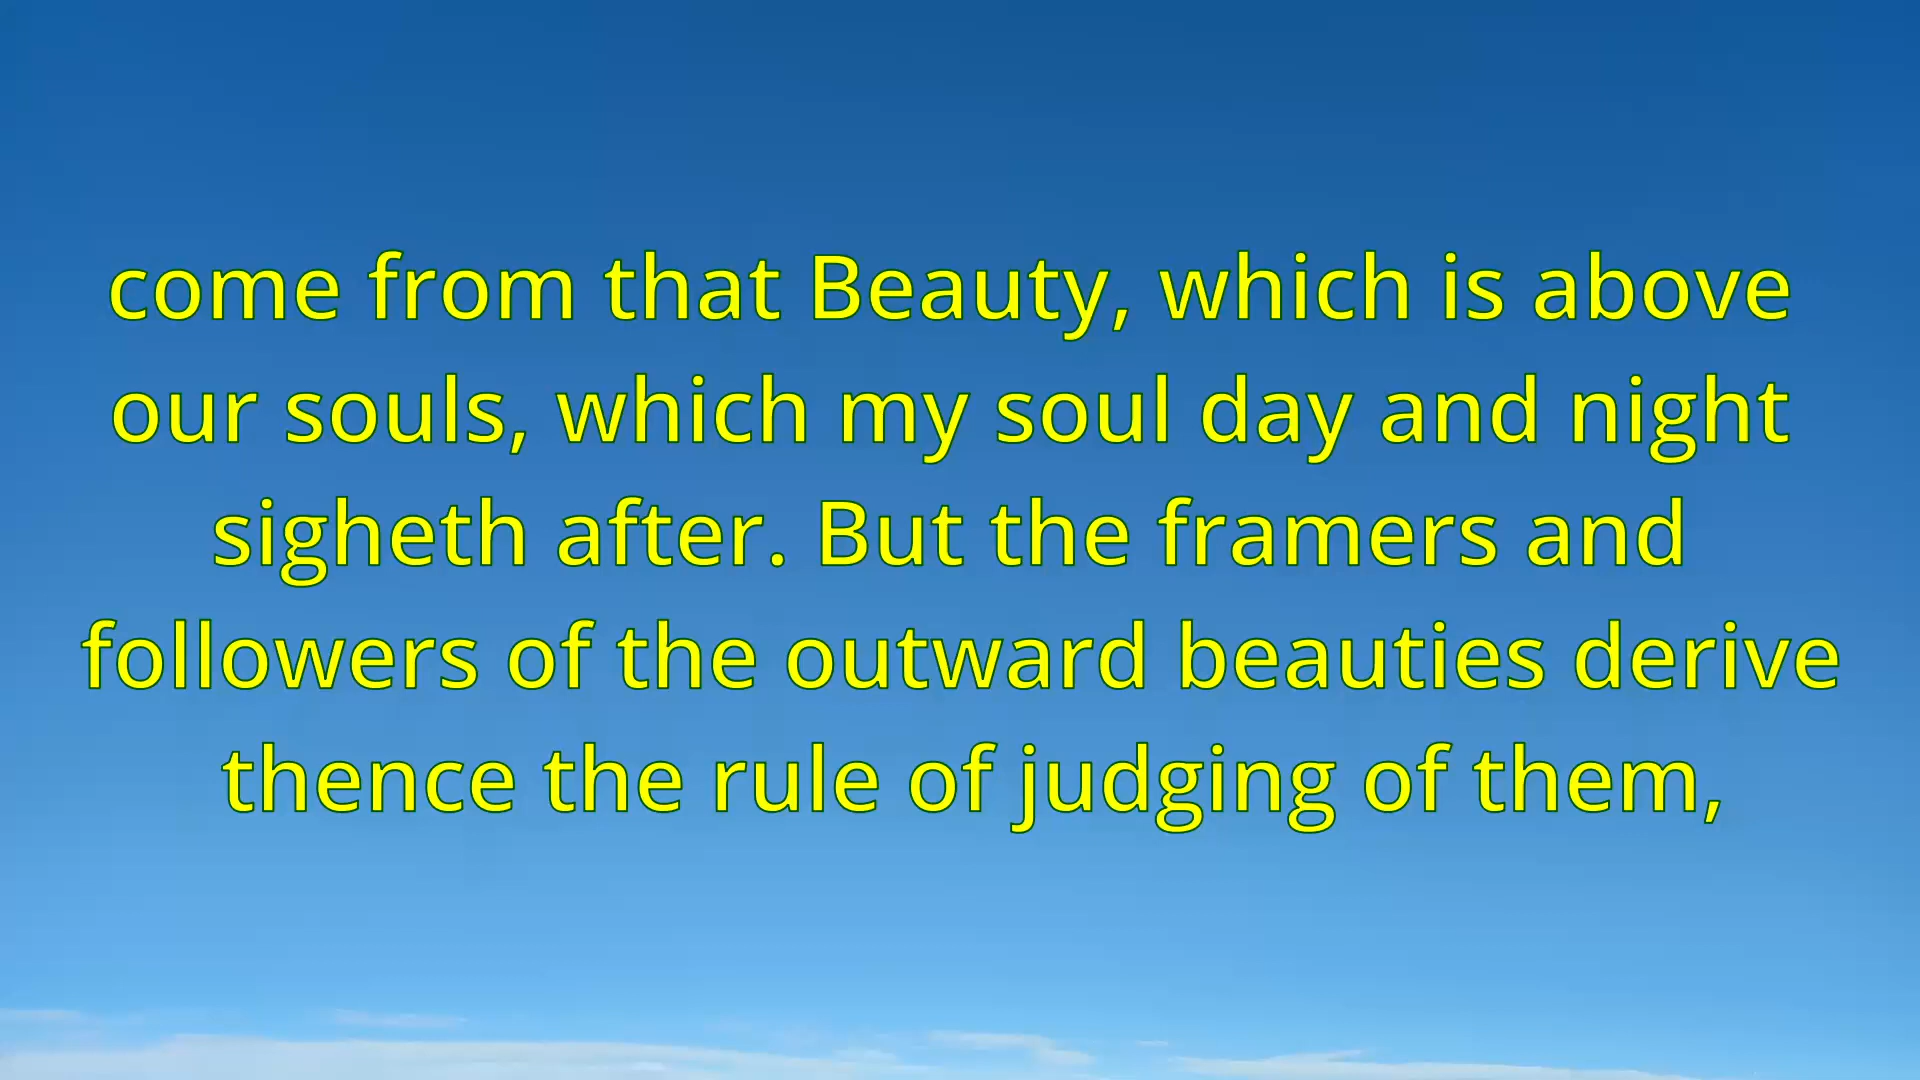 come from that Beauty, which is above
our souls, which my soul day and night
sigheth after. But the framers and
followers of the outward beauties derive
thence the rule of judging of them,